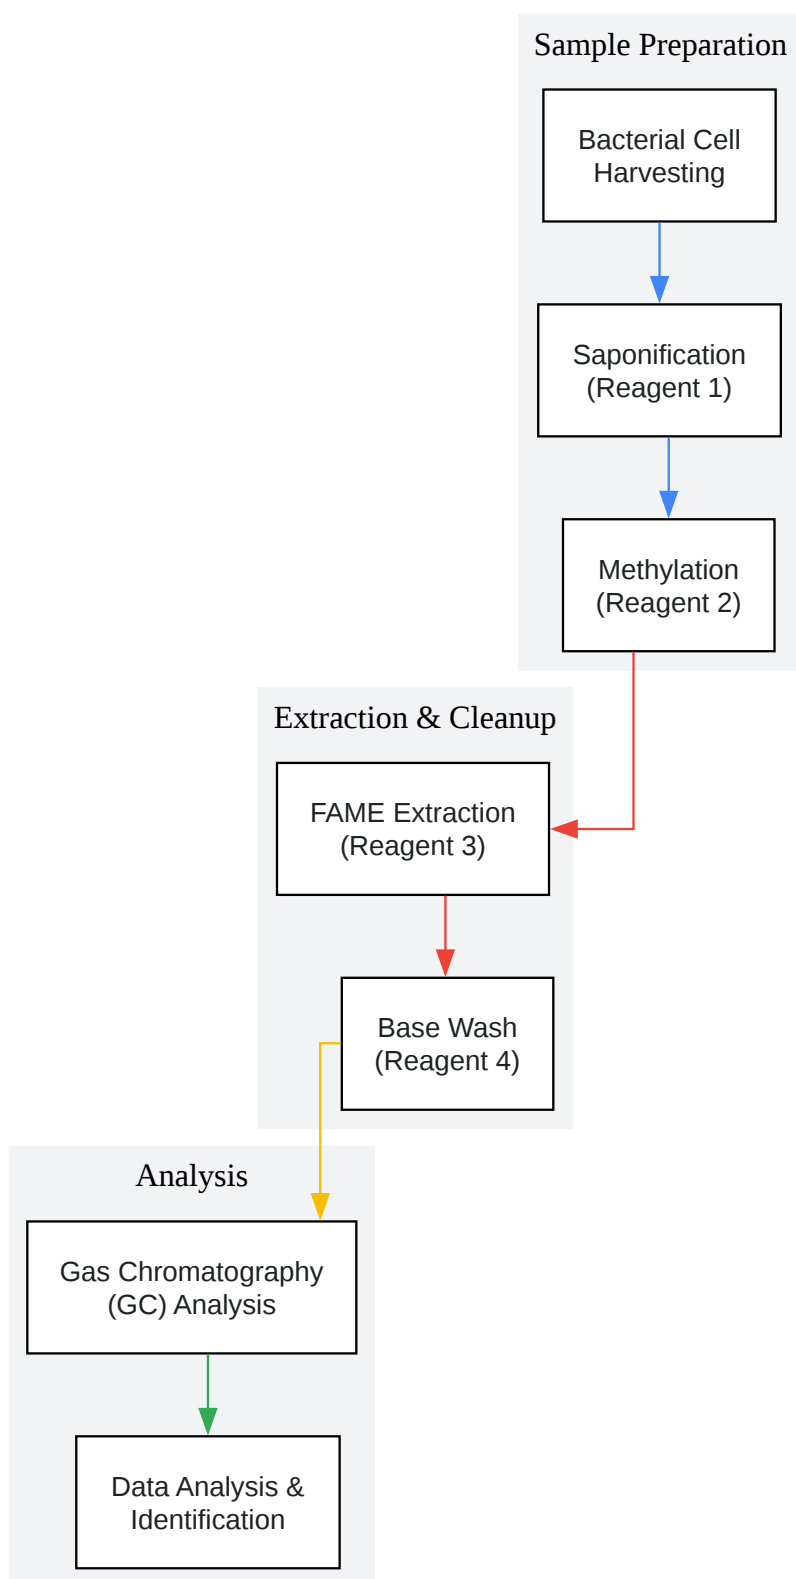 Sample Preparation
Bacterial Cell
Harvesting
Saponification
(Reagent 1)
Methylation
(Reagent 2)
Extraction & Cleanup
FAME Extraction
(Reagent 3)
Base Wash
(Reagent 4)
Analysis
Gas Chromatography
(GC) Analysis
Data Analysis &
Identification